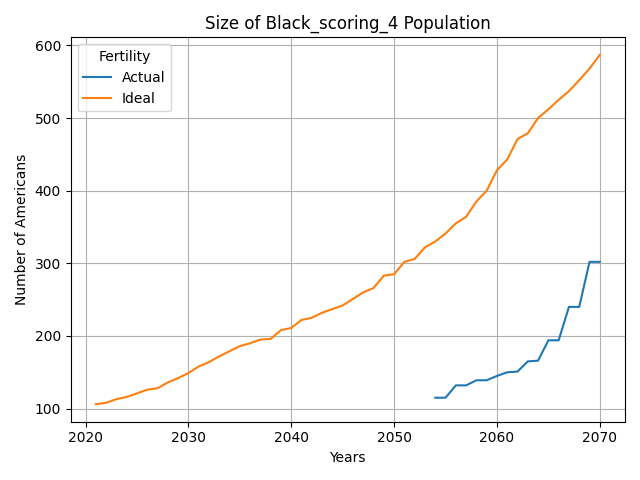 Size of Black_scoring_4 Population
Fertility
Actual
Ideal
Number of Americans
600
500
400
300
200
100
2020 2030 2040 2050 2060 2070
Years